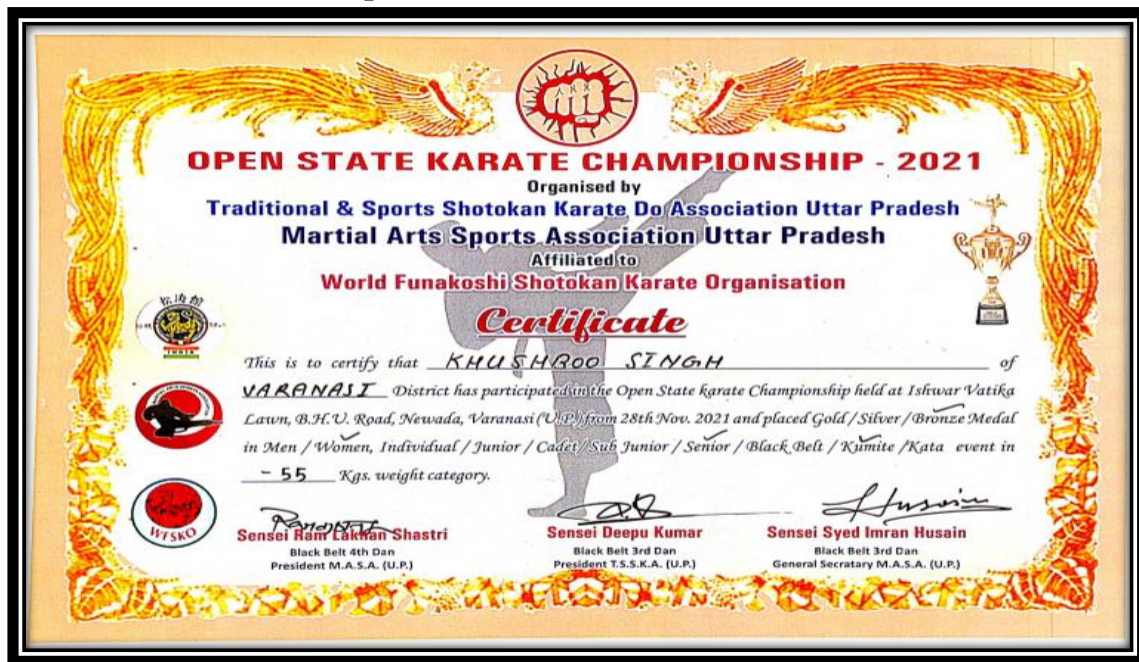 OPEN STATE KARATE CHAMPIONSHIP - 2021
Organised by
Traditional & Sports Shotokan Karate Do Association Uttar Pradesh
Martial Arts Sports Association Uttar Pradesh
Affiliated to
World Funakoshi Shotokan Karate Organisation
Certificate
松濤館
INDIA
This is to certify that KHUSHBOO SINGH of
VARANASI District has participated in the Open State karate Championship held at Ishwar Vatika
Lawn, B.H.U. Road, Newada, Varanasi (U.P.) from 28th Nov. 2021 and placed Gold / Silver / Bronze Medal
in Men / Women, Individual / Junior / Cadet / Sub Junior / Senior / Black Belt / Kumite /Kata event in
- 55 Kgs. weight category.
WFSKO
Sensei Ram Lakhan Shastri
Black Belt 4th Dan
President M.A.S.A. (U.P.)
Sensei Deepu Kumar
Black Belt 3rd Dan
President T.S.S.K.A. (U.P.)
Husain
Sensei Syed Imran Husain
Black Belt 3rd Dan
General Secratary M.A.S.A. (U.P.)